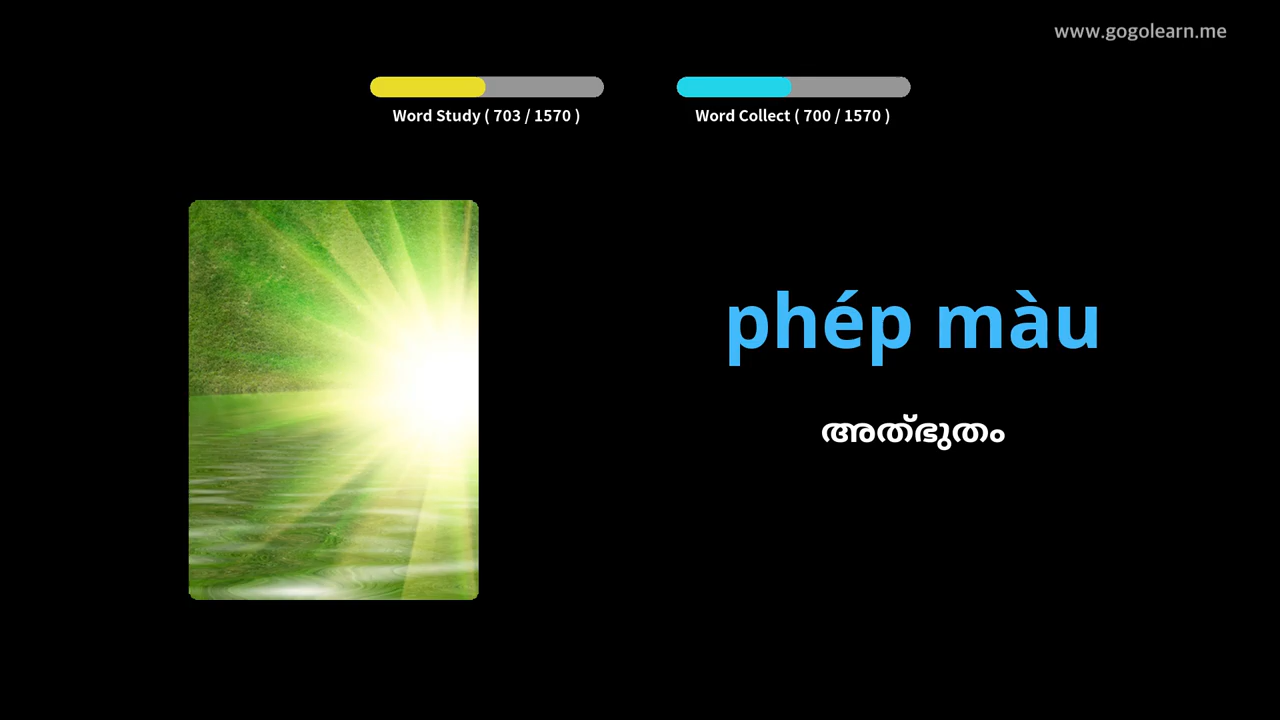 www.gogolearn.me
Word Study ( 703 / 1570 )
Word Collect ( 700 / 1570 )
phép màu
അത്ഭുതം